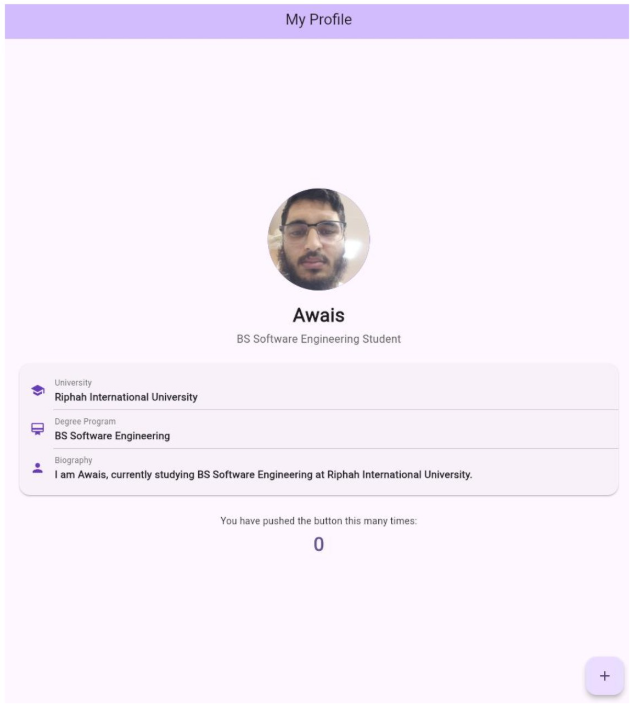 My Profile
Awais
BS Software Engineering Student
University
Riphah International University
Degree Program
BS Software Engineering
Biography
I am Awais, currently studying BS Software Engineering at Riphah International University.
You have pushed the button this many times:
0
+